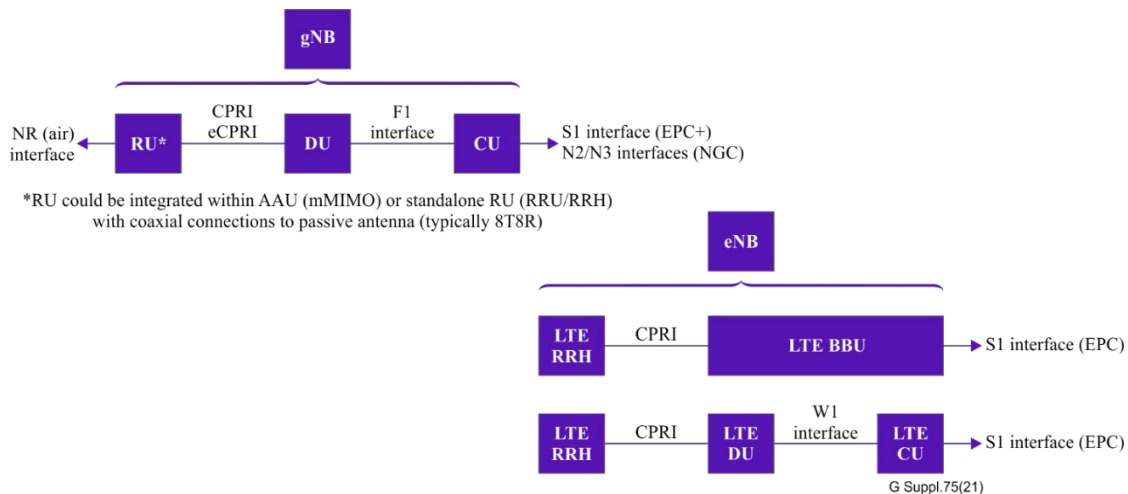 gNB
NR (air)
interface
RU*
CPRI
eCPRI
DU
F1
interface
CU
S1 interface (EPC+)
N2/N3 interfaces (NGC)
*RU could be integrated within AAU (mMIMO) or standalone RU (RRU/RRH)
with coaxial connections to passive antenna (typically 8T8R)
eNB
LTE
RRH
CPRI
LTE BBU
S1 interface (EPC)
LTE
RRH
CPRI
LTE
DU
W1
interface
LTE
CU
S1 interface (EPC)
G Suppl.75(21)